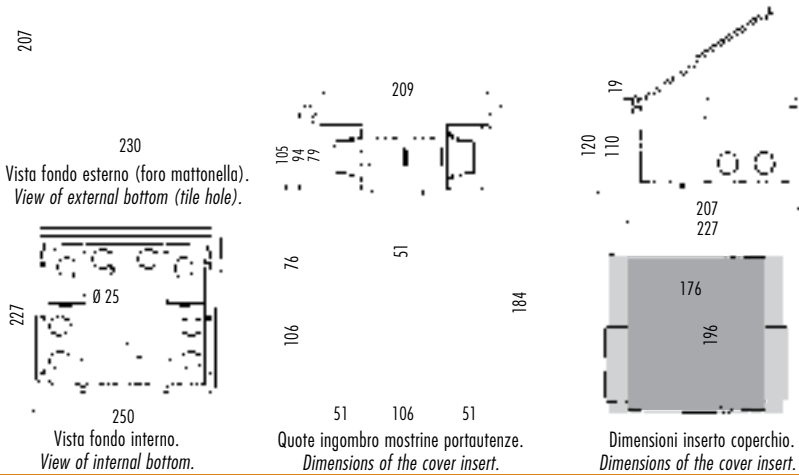 207
230
Vista fondo esterno (foro mattonella).
View of external bottom (tile hole).
209
105
94
79
19
120
110
207
227
227
Ø 25
250
Vista fondo interno.
View of internal bottom.
76
51
106
184
51 106 51
Quote ingombro mostrine portautenze.
Dimensions of the cover insert.
176
196
Dimensioni inserto coperchio.
Dimensions of the cover insert.